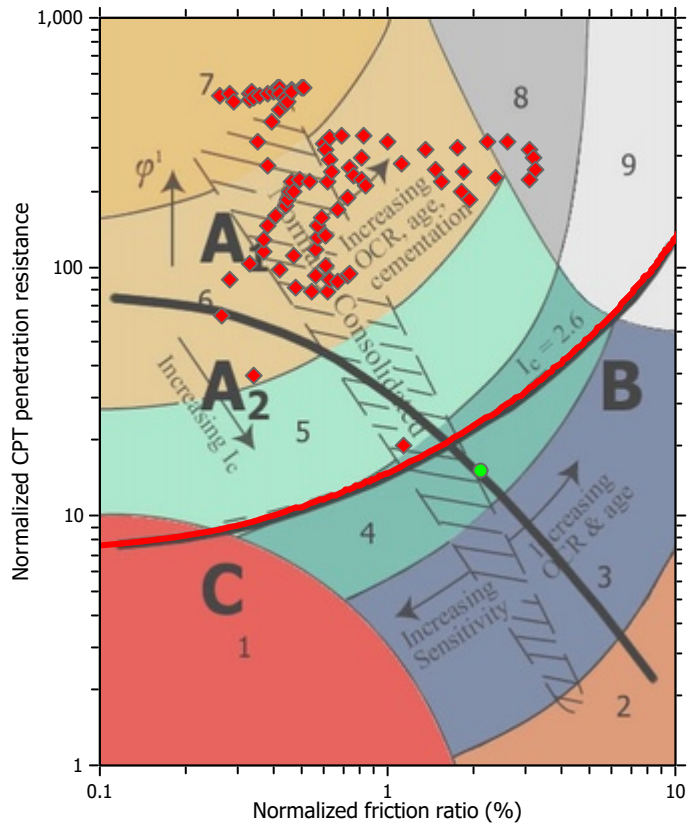 1,000
100
10
1
0.1
1
10
Normalized CPT penetration resistance
Normalized friction ratio (%)
7
8
9
φ¹
A1
6
Increasing
OCR, age,
cementation
Consolidated
A2
Increasing Ic
5
Ic = 2.6
B
4
Increasing
OCR & age
3
C
Increasing
Sensitivity
1
2